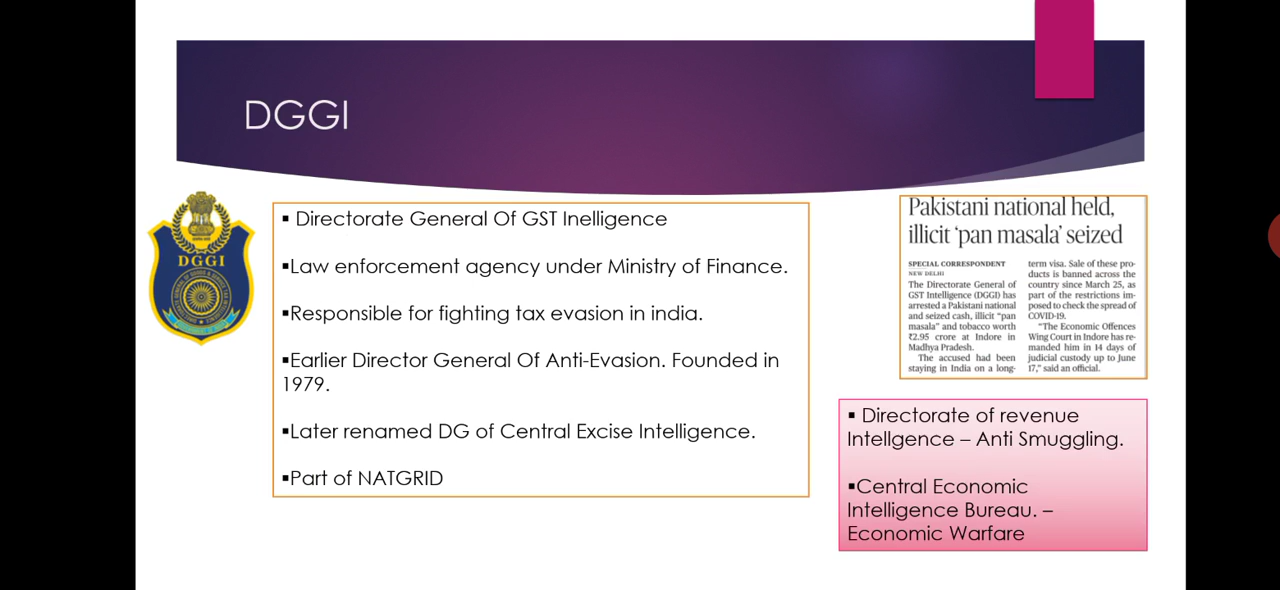 DGGI
DGGI
▪ Directorate General Of GST Inelligence
▪Law enforcement agency under Ministry of Finance.
▪Responsible for fighting tax evasion in india.
▪Earlier Director General Of Anti-Evasion. Founded in
1979.
▪Later renamed DG of Central Excise Intelligence.
▪Part of NATGRID
Pakistani national held,
illicit ‘pan masala’ seized
SPECIAL CORRESPONDENT
NEW DELHI
The Directorate General of
GST Intelligence (DGGI) has
arrested a Pakistani national
and seized cash, illicit “pan
masala” and tobacco worth
₹2.95 crore at Indore in
Madhya Pradesh.
The accused had been
staying in India on a long-
term visa. Sale of these pro-
ducts is banned across the
country since March 25, as
part of the restrictions im-
posed to check the spread of
COVID-19.
“The Economic Offences
Wing Court in Indore has re-
manded him in 14 days of
judicial custody up to June
17,” said an official.
▪ Directorate of revenue
Intellgence – Anti Smuggling.
▪Central Economic
Intelligence Bureau. –
Economic Warfare